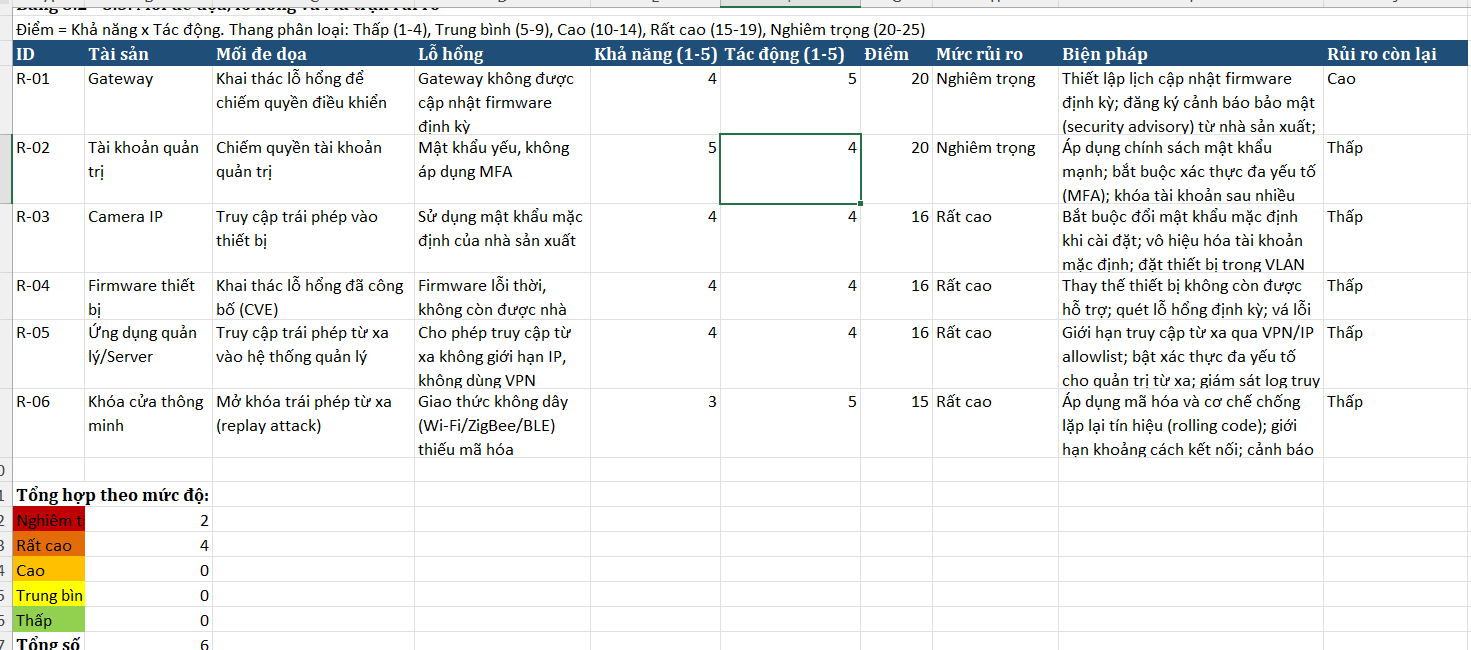 Điểm = Khả năng x Tác động. Thang phân loại: Thấp (1-4), Trung bình (5-9), Cao (10-14), Rất cao (15-19), Nghiêm trọng (20-25)
ID Tài sản Mối đe dọa Lỗ hổng Khả năng (1-5) Tác động (1-5) Điểm Mức rủi ro Biện pháp Rủi ro còn lại
R-01 Gateway Khai thác lỗ hổng để Gateway không được 4 5 20 Nghiêm trọng Thiết lập lịch cập nhật firmware Cao
chiếm quyền điều khiển cập nhật firmware định kỳ; đăng ký cảnh báo bảo mật
định kỳ (security advisory) từ nhà sản xuất;
R-02 Tài khoản quản Chiếm quyền tài khoản Mật khẩu yếu, không 5 4 20 Nghiêm trọng Áp dụng chính sách mật khẩu Thấp
trị quản trị áp dụng MFA mạnh; bắt buộc xác thực đa yếu tố
(MFA); khóa tài khoản sau nhiều
R-03 Camera IP Truy cập trái phép vào Sử dụng mật khẩu mặc 4 4 16 Rất cao Bắt buộc đổi mật khẩu mặc định Thấp
thiết bị định của nhà sản xuất khi cài đặt; vô hiệu hóa tài khoản
mặc định; đặt thiết bị trong VLAN
R-04 Firmware thiết Khai thác lỗ hổng đã công Firmware lỗi thời, 4 4 16 Rất cao Thay thế thiết bị không còn được Thấp
bị bố (CVE) không còn được nhà hỗ trợ; quét lỗ hổng định kỳ; vá lỗi
R-05 Ứng dụng quản Truy cập trái phép từ xa Cho phép truy cập từ 4 4 16 Rất cao Giới hạn truy cập từ xa qua VPN/IP Thấp
lý/Server vào hệ thống quản lý xa không giới hạn IP, allowlist; bật xác thực đa yếu tố
không dùng VPN cho quản trị từ xa; giám sát log truy
R-06 Khóa cửa thông Mở khóa trái phép từ xa Giao thức không dây 3 5 15 Rất cao Áp dụng mã hóa và cơ chế chống Thấp
minh (replay attack) (Wi-Fi/ZigBee/BLE) lặp lại tín hiệu (rolling code); giới
thiếu mã hóa hạn khoảng cách kết nối; cảnh báo
Tổng hợp theo mức độ:
Nghiêm t 2
Rất cao 4
Cao 0
Trung bìn 0
Thấp 0
Tổng số 6